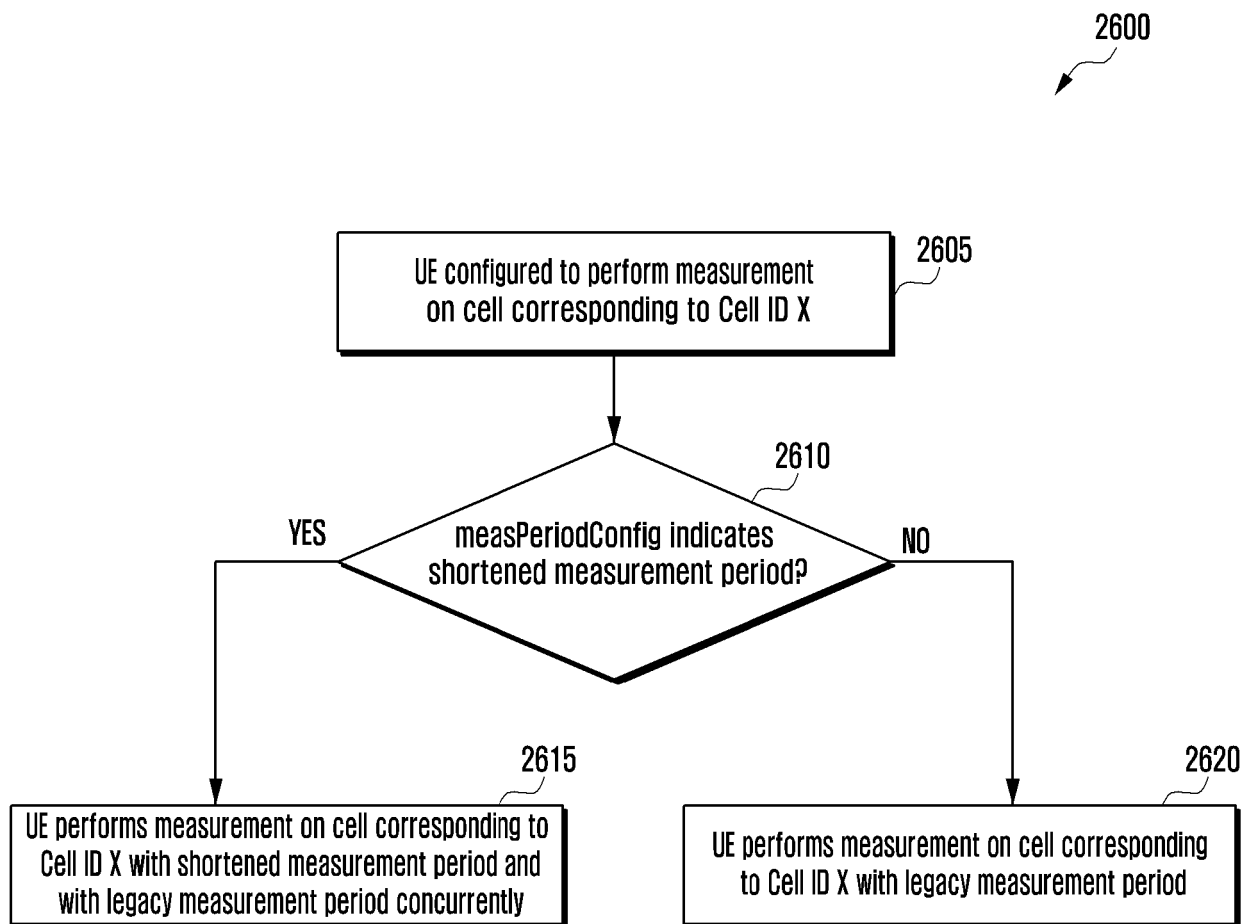 2600
UE configured to perform measurement
on cell corresponding to Cell ID X
2605
2610
measPeriodConfig indicates
shortened measurement period?
YES
NO
2615
UE performs measurement on cell corresponding to
Cell ID X with shortened measurement period and
with legacy measurement period concurrently
2620
UE performs measurement on cell corresponding
to Cell ID X with legacy measurement period